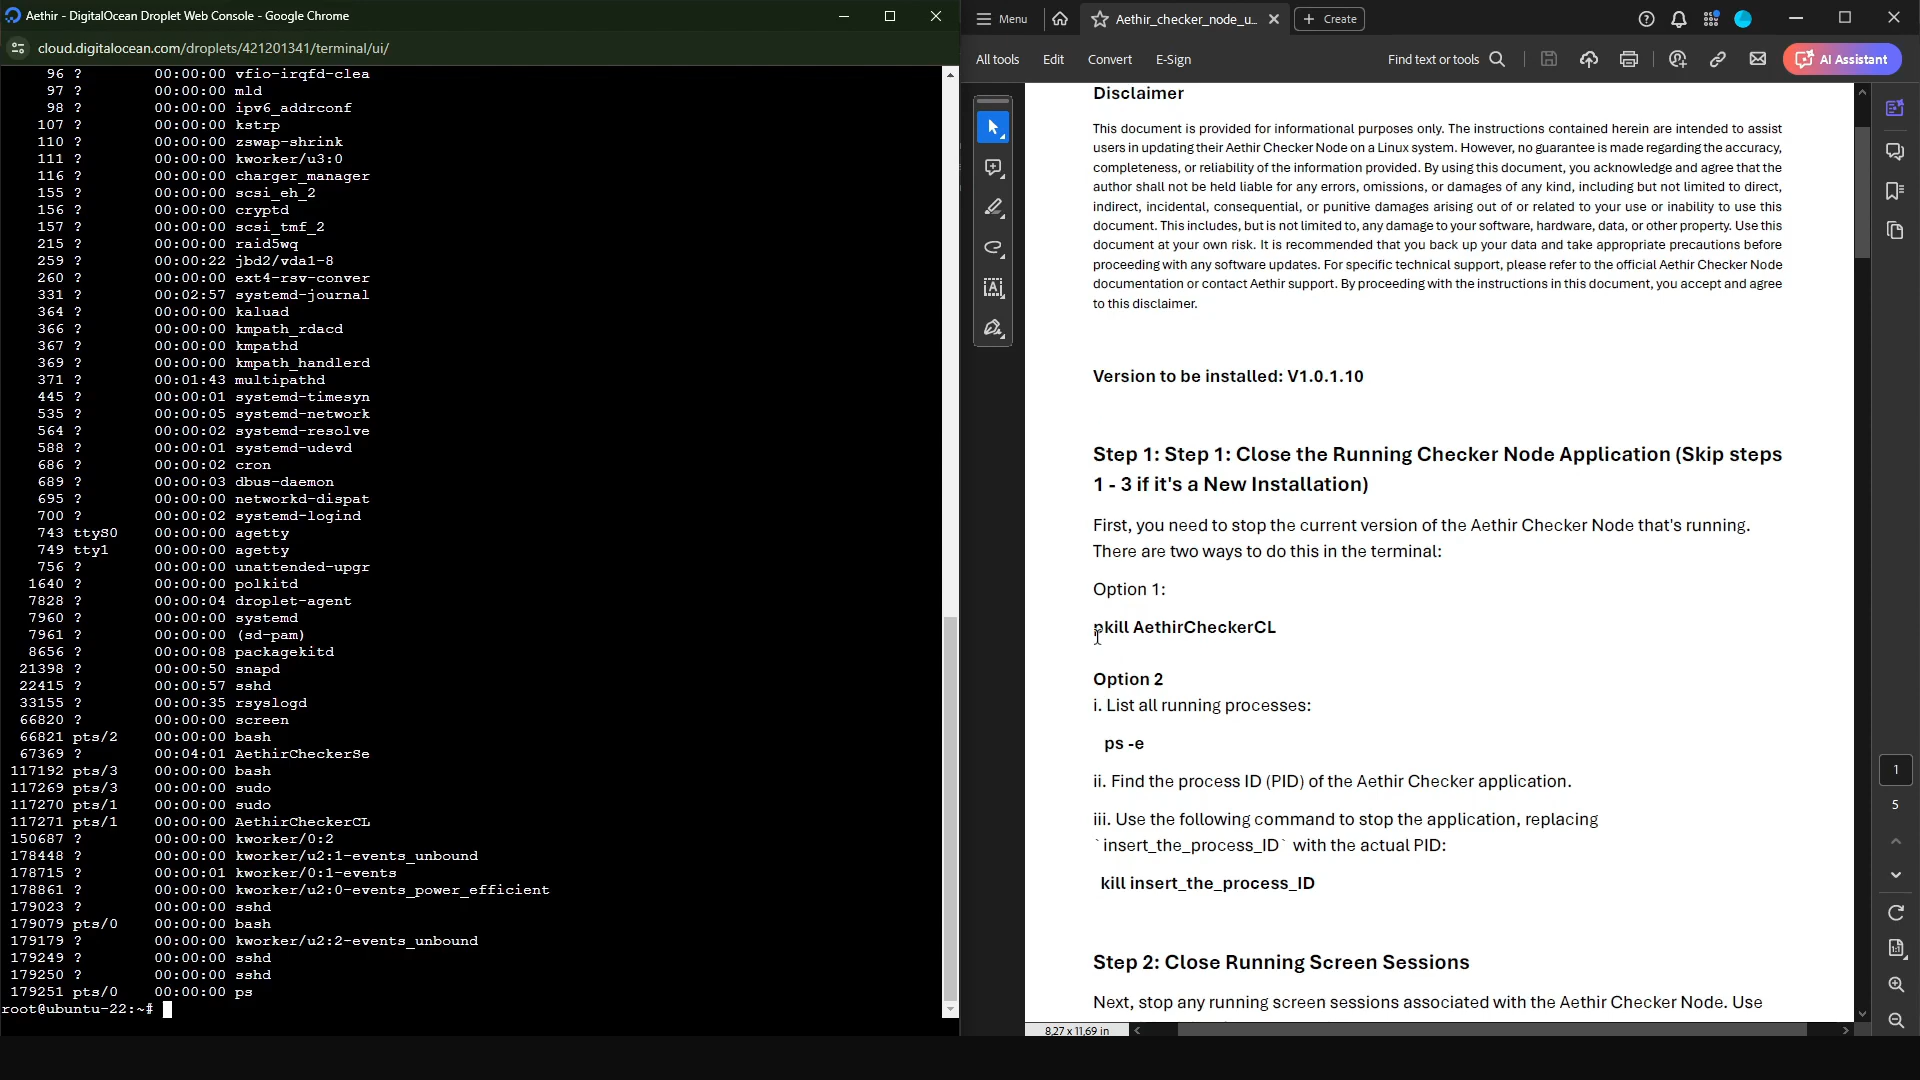 Aethir - DigitalOcean Droplet Web Console - Google Chrome
cloud.digitalocean.com/droplets/421201341/terminal/ui/
96 ? 00:00:00 vfio-irqfd-clea
97 ? 00:00:00 mld
98 ? 00:00:00 ipv6_addrconf
107 ? 00:00:00 kstrp
110 ? 00:00:00 zswap-shrink
111 ? 00:00:00 kworker/u3:0
116 ? 00:00:00 charger_manager
155 ? 00:00:00 scsi_eh_2
156 ? 00:00:00 cryptd
157 ? 00:00:00 scsi_tmf_2
215 ? 00:00:00 raid5wq
259 ? 00:00:22 jbd2/vda1-8
260 ? 00:00:00 ext4-rsv-conver
331 ? 00:02:57 systemd-journal
364 ? 00:00:00 kaluad
366 ? 00:00:00 kmpath_rdacd
367 ? 00:00:00 kmpathd
369 ? 00:00:00 kmpath_handlerd
371 ? 00:01:43 multipathd
445 ? 00:00:01 systemd-timesyn
535 ? 00:00:05 systemd-network
564 ? 00:00:02 systemd-resolve
588 ? 00:00:01 systemd-udevd
686 ? 00:00:02 cron
689 ? 00:00:03 dbus-daemon
695 ? 00:00:00 networkd-dispat
700 ? 00:00:02 systemd-logind
743 ttyS0 00:00:00 agetty
749 tty1 00:00:00 agetty
756 ? 00:00:00 unattended-upgr
1640 ? 00:00:00 polkitd
7828 ? 00:00:04 droplet-agent
7960 ? 00:00:00 systemd
7961 ? 00:00:00 (sd-pam)
8656 ? 00:00:08 packagekitd
21398 ? 00:00:50 snapd
22415 ? 00:00:57 sshd
33155 ? 00:00:35 rsyslogd
66820 ? 00:00:00 screen
66821 pts/2 00:00:00 bash
67369 ? 00:04:01 AethirCheckerSe
117192 pts/3 00:00:00 bash
117269 pts/3 00:00:00 sudo
117270 pts/1 00:00:00 sudo
117271 pts/1 00:00:00 AethirCheckerCL
150687 ? 00:00:00 kworker/0:2
178448 ? 00:00:00 kworker/u2:1-events_unbound
178715 ? 00:00:01 kworker/0:1-events
178861 ? 00:00:00 kworker/u2:0-events_power_efficient
179023 ? 00:00:00 sshd
179079 pts/0 00:00:00 bash
179179 ? 00:00:00 kworker/u2:2-events_unbound
179249 ? 00:00:00 sshd
179250 ? 00:00:00 sshd
179251 pts/0 00:00:00 ps
root@ubuntu-22:~#
Menu
Aethir_checker_node_u...
Create
All tools
Edit
Convert
E-Sign
Find text or tools
AI Assistant
Disclaimer
This document is provided for informational purposes only. The instructions contained herein are intended to assist
users in updating their Aethir Checker Node on a Linux system. However, no guarantee is made regarding the accuracy,
completeness, or reliability of the information provided. By using this document, you acknowledge and agree that the
author shall not be held liable for any errors, omissions, or damages of any kind, including but not limited to direct,
indirect, incidental, consequential, or punitive damages arising out of or related to your use or inability to use this
document. This includes, but is not limited to, any damage to your software, hardware, data, or other property. Use this
document at your own risk. It is recommended that you back up your data and take appropriate precautions before
proceeding with any software updates. For specific technical support, please refer to the official Aethir Checker Node
documentation or contact Aethir support. By proceeding with the instructions in this document, you accept and agree
to this disclaimer.
Version to be installed: V1.0.1.10
Step 1: Step 1: Close the Running Checker Node Application (Skip steps
1 - 3 if it's a New Installation)
First, you need to stop the current version of the Aethir Checker Node that's running.
There are two ways to do this in the terminal:
Option 1:
pkill AethirCheckerCL
Option 2
i. List all running processes:
ps -e
ii. Find the process ID (PID) of the Aethir Checker application.
iii. Use the following command to stop the application, replacing
`insert_the_process_ID` with the actual PID:
kill insert_the_process_ID
Step 2: Close Running Screen Sessions
Next, stop any running screen sessions associated with the Aethir Checker Node. Use
8,27 x 11,69 in
1
5